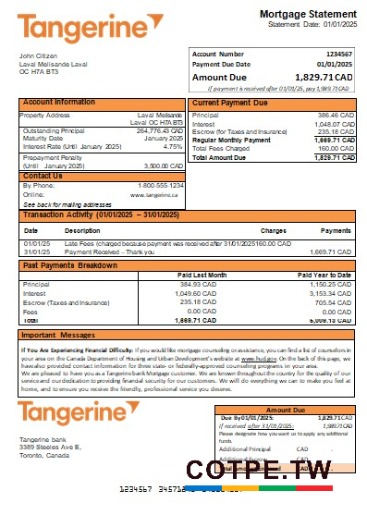 Tangerine
Mortgage Statement
Statement Date: 01/01/2025
John Citizen
Laval Melisande Laval
OC H7A BT3
Account Number 1234567
Payment Due Date 01/01/2025
Amount Due 1,829.71CAD
If payment is received after 01/01/25, pay 1,989.71CAD.
Account Information
Property Address Laval Melisande
Laval OC H7A BT3
Outstanding Principal 264,776.43 CAD
Maturity Date January 2025
Interest Rate (Until January 2025) 4.75%
Prepayment Penalty
(Until January 2025) 3,500.00 CAD
Contact Us
By Phone: 1-800-555-1234
Online: www.tangerine.ca
See back for mailing addresses
Current Payment Due
Principal 386.46 CAD
Interest 1,048.07 CAD
Escrow (for Taxes and Insurance) 235.18 CAD
Regular Monthly Payment 1,669.71 CAD
Total Fees Charged 160.00 CAD
Total Amount Due 1,829.71 CAD
Transaction Activity (01/01/2025 – 31/01/2025)
Date Description Charges Payments
01/01/25 Late Fees (charged because payment was received after 31/01/2025160.00 CAD
31/01/25 Payment Received – Thank you 1,669.71 CAD
Past Payments Breakdown
Paid Last Month Paid Year to Date
Principal 384.93 CAD 1,150.25 CAD
Interest 1,049.60 CAD 3,153.34 CAD
Escrow (Taxes and Insurance) 235.18 CAD 705.54 CAD
Fees 0.00 CAD 0.00 CAD
Total 1,669.71 CAD 5,009.13 CAD
Important Messages
If You Are Experiencing Financial Difficulty: If you would like mortgage counseling or assistance, you can find a list of counselors in
your area on the Canada Department of Housing and Urban Development's website at www.hud.gov. On the back of this page, we
have also provided contact information for three state- or federally-approved counseling programs in your area.
We are pleased to have you as a Tangerine bank Mortgage customer. We are known throughout the country for the quality of our
service and our dedication to providing financial security for our customers. We will do everything we can to make you feel at
home, and to ensure you receive the friendly, professional service you deserve.
Tangerine
Tangerine bank
3389 Steeles Ave E,
Toronto, Canada
Amount Due
Due By 01/01/2025: 1,829.71 CAD
If received after 31/01/2025: 1,989.71 CAD
Please designate how you want us to apply any additional
funds.
Additional Principal CAD
CAD
CAD
COTPE.TW
1234567